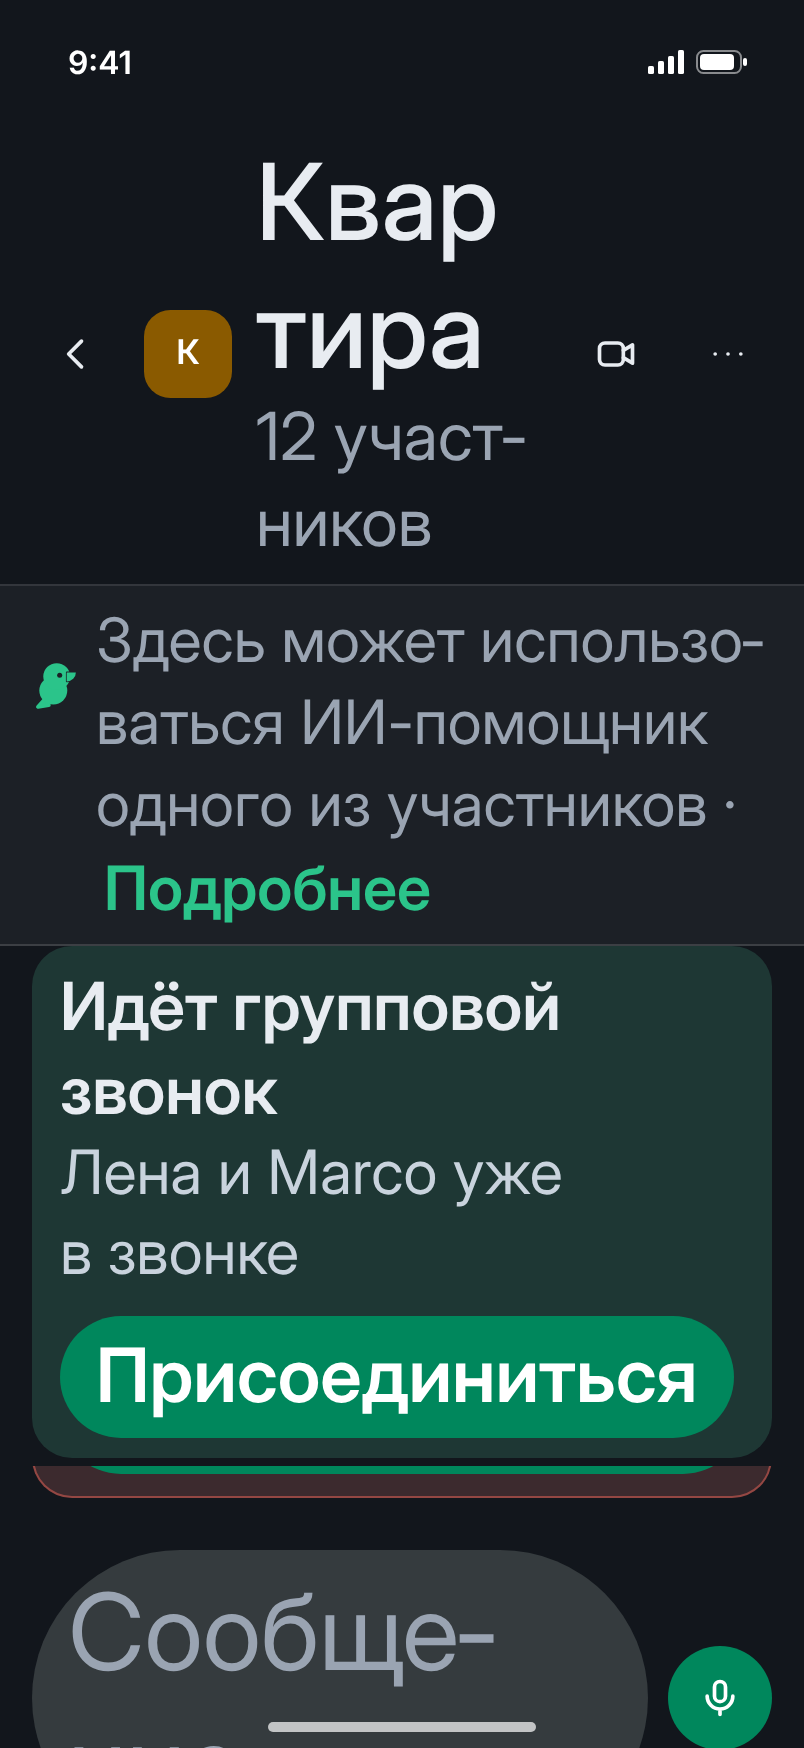 9:41
Квар
тира
К
12 участ-
ников
Здесь может использо-
ваться ИИ-помощник
одного из участников ·
Подробнее
Идёт групповой
звонок
Лена и Marco уже
в звонке
Присоединиться
Сообще-